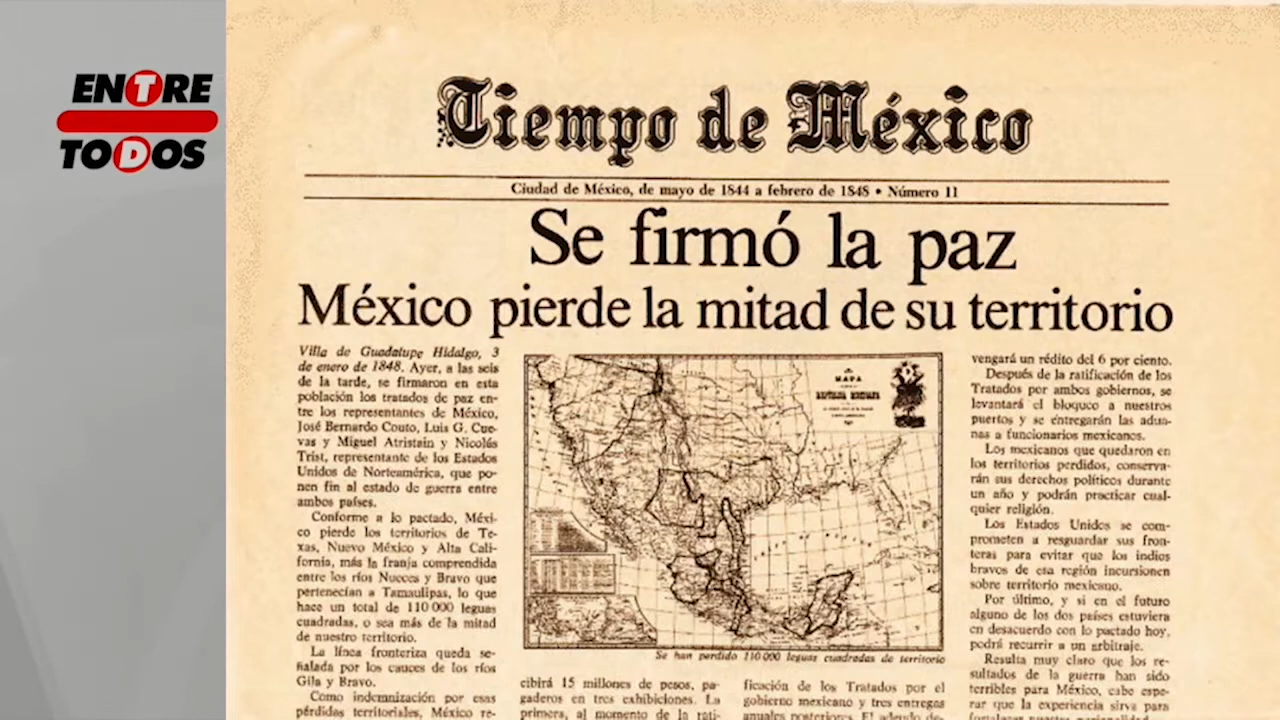 ENTRE
TODOS
Tiempo de México
Ciudad de México, de mayo de 1844 a febrero de 1848 • Número 11
Se firmó la paz
México pierde la mitad de su territorio
Villa de Guadalupe Hidalgo, 3
de enero de 1848. Ayer, a las seis
de la tarde, se firmaron en esta
población los tratados de paz en-
tre los representantes de México,
José Bernardo Couto, Luis G. Cue-
vas y Miguel Atristain y Nicolás
Trist, representante de los Estados
Unidos de Norteamérica, que po-
nen fin al estado de guerra entre
ambos países.
Conforme a lo pactado, Méxi-
co pierde los territorios de Te-
xas, Nuevo México y Alta Cali-
fornia, más la franja comprendida
entre los ríos Nueces y Bravo que
pertenecían a Tamaulipas, lo que
hace un total de 110 000 leguas
cuadradas, o sea más de la mitad
de nuestro territorio.
La línea fronteriza queda se-
ñalada por los cauces de los ríos
Gila y Bravo.
Como indemnización por esas
pérdidas territoriales, México re-
MAPA
REPÚBLICA MEXICANA
Se han perdido 110 000 leguas cuadradas de territorio
cibirá 15 millones de pesos, pa-
gaderos en tres exhibiciones. La
primera, al momento de la rati-
ficación de los Tratados por el
gobierno mexicano y tres entregas
anuales posteriores. El adeudo de-
vengará un rédito del 6 por ciento.
Después de la ratificación de los
Tratados por ambos gobiernos, se
levantará el bloqueo a nuestros
puertos y se entregarán las adua-
nas a funcionarios mexicanos.
Los mexicanos que quedaron en
los territorios perdidos, conserva-
rán sus derechos políticos durante
un año y podrán practicar cual-
quier religión.
Los Estados Unidos se com-
prometen a resguardar sus fron-
teras para evitar que los indios
bravos de esa región incursionen
sobre territorio mexicano.
Por último, y si en el futuro
alguno de los dos países estuviera
en desacuerdo con lo pactado hoy,
podrá recurrir a un arbitraje.
Resulta muy claro que los re-
sultados de la guerra han sido
terribles para México, cabe espe-
rar que la experiencia sirva para